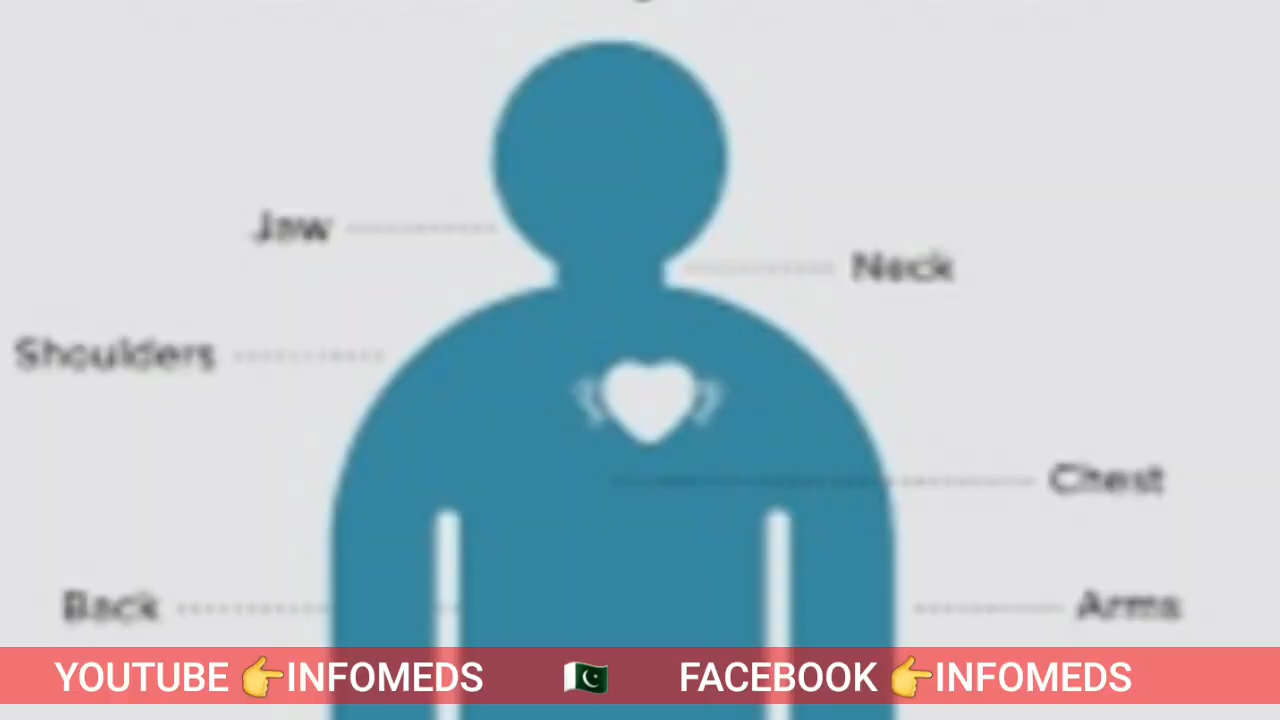 Jaw
Neck
Shoulders
Chest
Back
Arms
YOUTUBE 👉INFOMEDS 🇵🇰 FACEBOOK 👉INFOMEDS